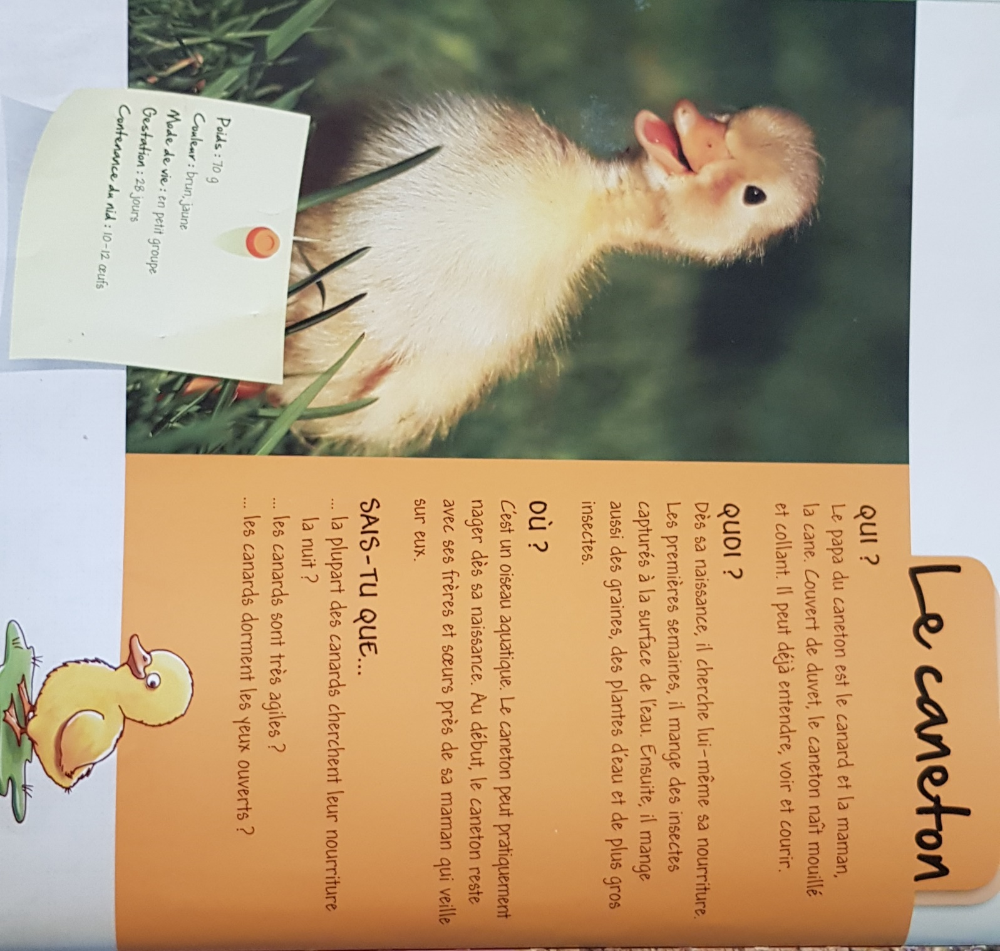 Le caneton
QUI ?
Le papa du caneton est le canard et la maman,
la cane. Couvert de duvet, le caneton naît mouillé
et collant. Il peut déjà entendre, voir et courir.
QUOI ?
Dès sa naissance, il cherche lui-même sa nourriture.
Les premières semaines, il mange des insectes
capturés à la surface de l'eau. Ensuite, il mange
aussi des graines, des plantes d'eau et de plus gros
insectes.
OÙ ?
C'est un oiseau aquatique. Le caneton peut pratiquement
nager dès sa naissance. Au début, le caneton reste
avec ses frères et sœurs près de sa maman qui veille
sur eux.
SAIS-TU QUE...
... la plupart des canards cherchent leur nourriture
la nuit ?
... les canards sont très agiles ?
... les canards dorment les yeux ouverts ?
Poids : 70 g
Couleur : brun, jaune
Mode de vie : en petit groupe
Gestation : 28 jours
Contenance du nid : 10-12 œufs